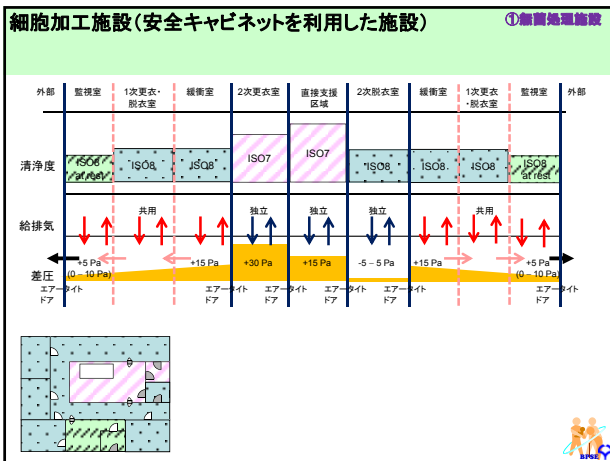 細胞加工施設(安全キャビネットを利用した施設)
①無菌処理施設
外部 監視室 1次更衣・脱衣室 緩衝室 2次更衣室 直接支援区域 2次脱衣室 緩衝室 1次更衣・脱衣室 監視室 外部
清浄度
ISO8 at rest ISO8 ISO8 ISO7 ISO7 ISO8 ISO8 ISO8 ISO8 at rest
給排気
共用 独立 独立 独立 共用
差圧
+5 Pa (0–10 Pa) +15 Pa +30 Pa +15 Pa -5–5 Pa +15 Pa +5 Pa (0–10 Pa)
エアータイトドア エアータイトドア エアータイトドア エアータイトドア エアータイトドア エアータイトドア
BPSE